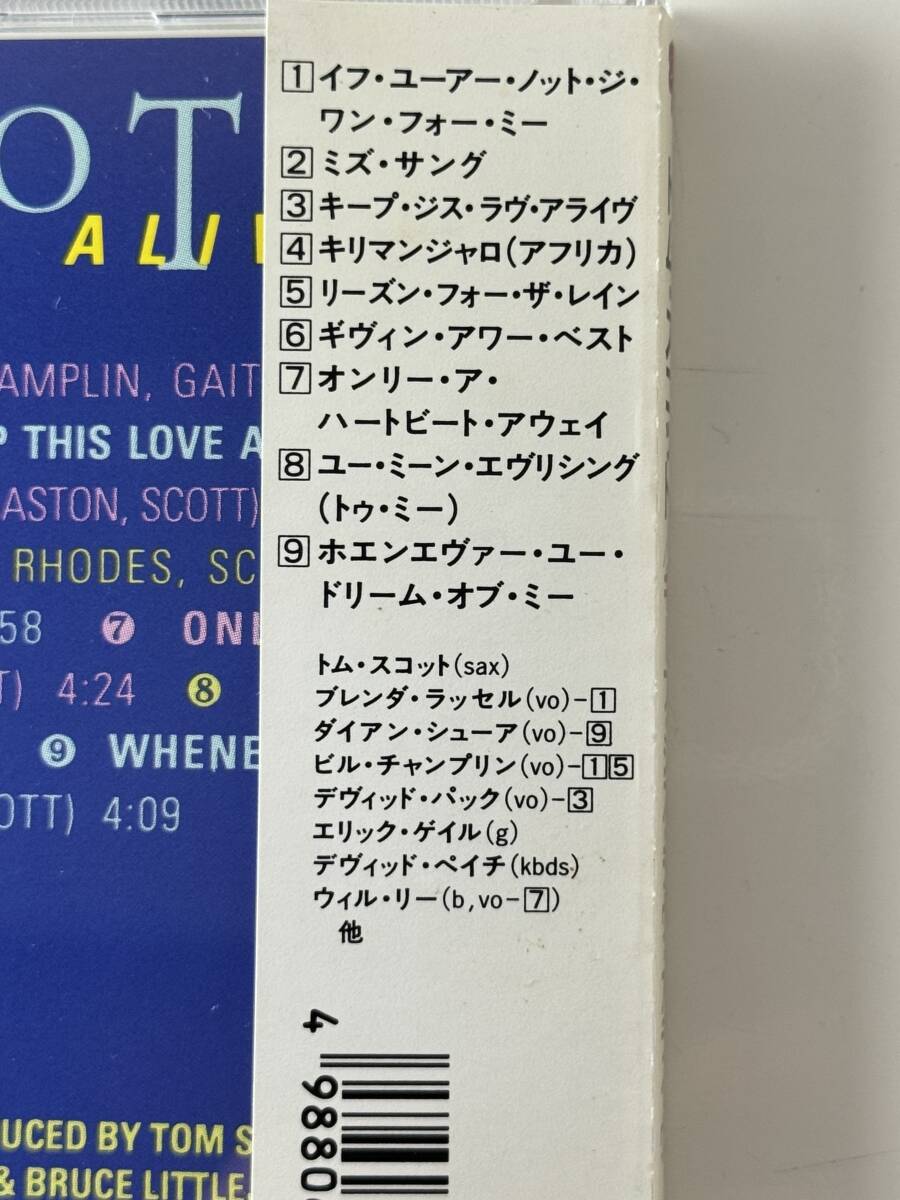 OT
ALIV
AMPLIN, GAIT
P THIS LOVE A
ASTON, SCOTT)
RHODES, SC
58 7 ONL
T) 4:24 8
9 WHENE
OTT) 4:09
UCED BY TOM S
& BRUCE LITTLE
1 イフ・ユーアー・ノット・ジ・
ワン・フォー・ミー
2 ミズ・サング
3 キープ・ジス・ラヴ・アライヴ
4 キリマンジャロ(アフリカ)
5 リーズン・フォー・ザ・レイン
6 ギヴィン・アワー・ベスト
7 オンリー・ア・
ハートビート・アウェイ
8 ユー・ミーン・エヴリシング
(トゥ・ミー)
9 ホエンエヴァー・ユー・
ドリーム・オブ・ミー
トム・スコット(sax)
ブレンダ・ラッセル(vo)-1
ダイアン・シューア(vo)-9
ビル・チャンプリン(vo)-1 5
デヴィッド・パック(vo)-3
エリック・ゲイル(g)
デヴィッド・ペイチ(kbds)
ウィル・リー(b,vo-7)
他
4 9880